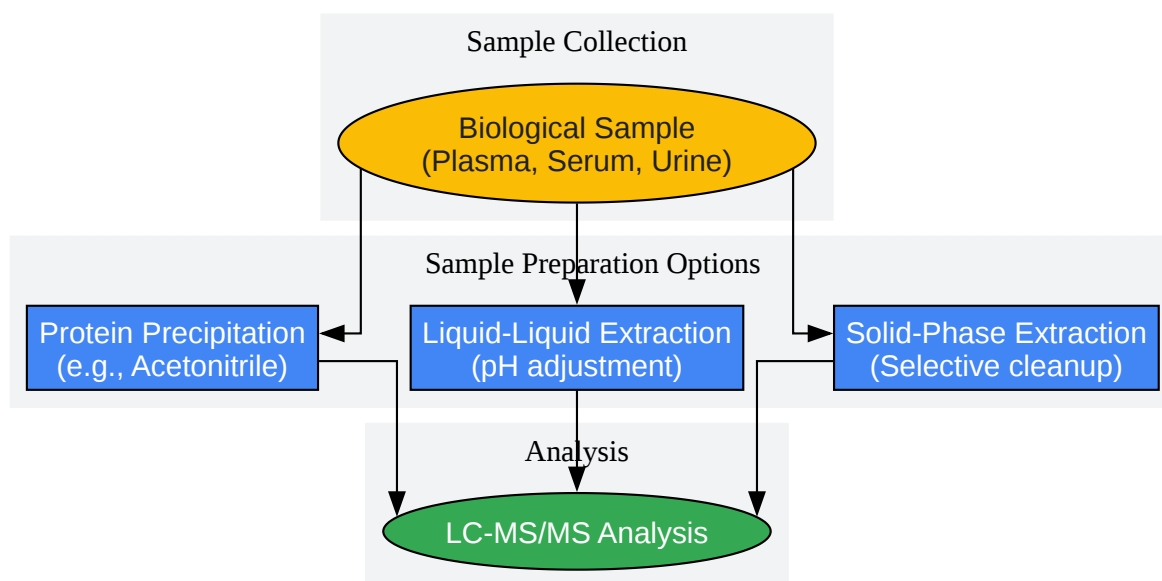 Sample Collection
Biological Sample
(Plasma, Serum, Urine)
Sample Preparation Options
Protein Precipitation
(e.g., Acetonitrile)
Liquid-Liquid Extraction
(pH adjustment)
Solid-Phase Extraction
(Selective cleanup)
Analysis
LC-MS/MS Analysis